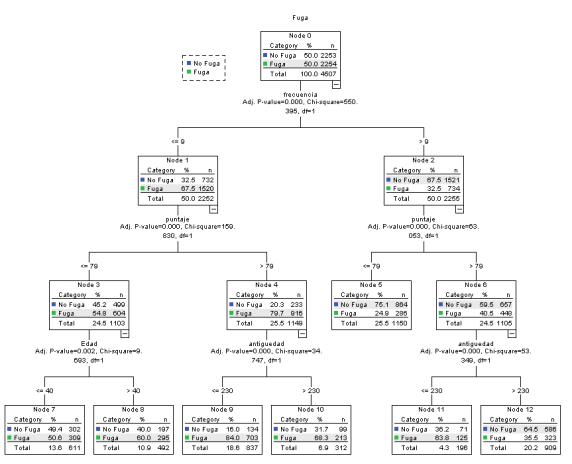 Fuga
No Fuga
Fuga
Node 0
Category % n
No Fuga 50.0 2253
Fuga 50.0 2254
Total 100.0 4507
frecuencia
Adj. P-value=0.000, Chi-square=550.
395, df=1
<= 9
> 9
Node 1
Category % n
No Fuga 32.5 732
Fuga 67.5 1520
Total 50.0 2252
Node 2
Category % n
No Fuga 67.5 1521
Fuga 32.5 734
Total 50.0 2255
puntaje
Adj. P-value=0.000, Chi-square=159.
830, df=1
puntaje
Adj. P-value=0.000, Chi-square=63.
053, df=1
<= 79
> 79
<= 79
> 79
Node 3
Category % n
No Fuga 45.2 499
Fuga 54.8 604
Total 24.5 1103
Node 4
Category % n
No Fuga 20.3 233
Fuga 79.7 916
Total 25.5 1149
Node 5
Category % n
No Fuga 75.1 864
Fuga 24.9 286
Total 25.5 1150
Node 6
Category % n
No Fuga 59.5 657
Fuga 40.5 448
Total 24.5 1105
Edad
Adj. P-value=0.002, Chi-square=9.
693, df=1
antiguedad
Adj. P-value=0.000, Chi-square=34.
747, df=1
antiguedad
Adj. P-value=0.000, Chi-square=53.
349, df=1
<= 40
> 40
<= 230
> 230
<= 230
> 230
Node 7
Category % n
No Fuga 49.4 302
Fuga 50.6 309
Total 13.6 611
Node 8
Category % n
No Fuga 40.0 197
Fuga 60.0 295
Total 10.9 492
Node 9
Category % n
No Fuga 16.0 134
Fuga 84.0 703
Total 18.6 837
Node 10
Category % n
No Fuga 31.7 99
Fuga 68.3 213
Total 6.9 312
Node 11
Category % n
No Fuga 36.2 71
Fuga 63.8 125
Total 4.3 196
Node 12
Category % n
No Fuga 64.5 586
Fuga 35.5 323
Total 20.2 909